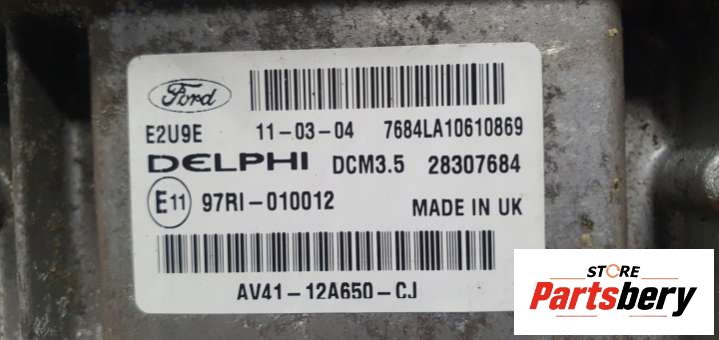 Ford
E2U9E 11-03-04 7684LA10610869
DELPHI DCM3.5 28307684
E11 97RI-010012 MADE IN UK
AV41-12A650-CJ
STORE
Partsbery